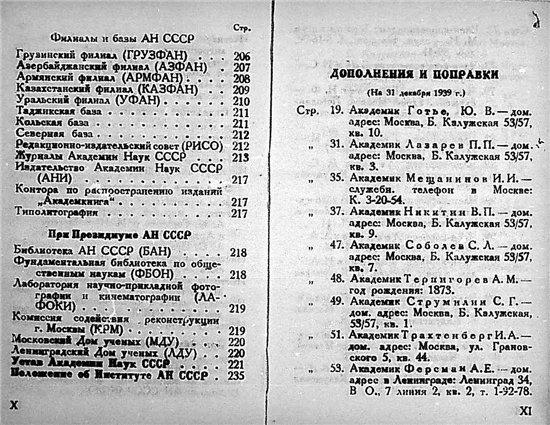 Стр.
Филиалы и базы АН СССР
Грузинский филиал (ГРУЗФАН) 206
Азербайджанский филиал (АЗФАН) 207
Армянский филиал (АРМФАН) 208
Казахстанский филиал (КАЗФАН) 209
Уральский филиал (УФАН) 210
Таджикская база 210
Кольская база 211
Северная база 212
Редакционно-издательский совет (РИСО) 212
Журналы Академии Наук СССР 213
Издательство Академии Наук СССР
(АНИ) 217
Контора по распространению изданий
„Академкнига" 217
Типолитография 217
При Президиуме АН СССР
Библиотека АН СССР (БАН) 218
Фундаментальная библиотека по обще-
ственным наукам (ФБОН) 218
Лаборатория научно-прикладной фото-
графии и кинематографии (ЛА-
ФОКИ) 219
Комиссия содействия реконструкции
г. Москвы (КРМ) 219
Московский Дом ученых (МДУ) 220
Ленинградский Дом ученых (ЛДУ) 220
Устав Академии Наук СССР 221
Положение об Институте АН СССР 235
X
ДОПОЛНЕНИЯ И ПОПРАВКИ
(На 31 декабря 1939 г.)
Стр. 19. Академик Готье, Ю. В. — дом.
адрес: Москва, Б. Калужская 53/57,
кв. 10.
„ 31. Академик Лазарев П. П. — дом.
адрес: Москва, Б. Калужская 53/57,
кв. 3.
„ 35. Академик Мещанинов И. И. —
служебн. телефон в Москве:
К. 3-20-54.
„ 37. Академик Никитин В. П. — дом.
адрес: Москва, Б. Калужская 53/57,
кв. 9.
„ 47. Академик Соболев С. Л. — дом.
адрес: Москва, Б. Калужская 53/57,
кв. 7.
„ 48. Академик Терпигорев А. М. —
год рождения: 1873.
„ 49. Академик Струмилин С. Г. —
дом. адрес: Москва, Б. Калужская,
53/57, кв. 1.
„ 51. Академик Трахтенберг И. А. —
дом. адрес: Москва, ул. Грановс-
кого 5, кв. 44.
„ 53. Академик Ферсман А. Е. — дом.
адрес в Ленинграде: Ленинград 34,
В О., 7 линия 2, кв. 2, т. 1-92-78.
XI